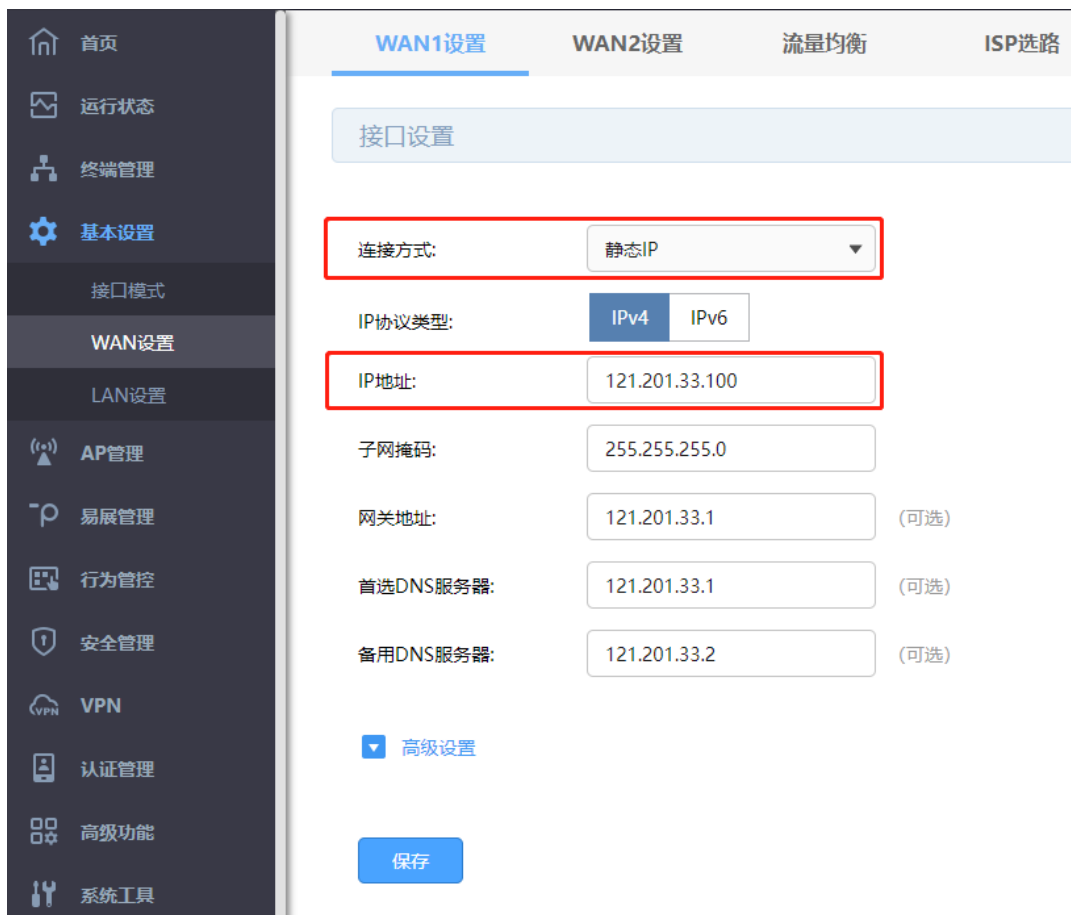 首页
运行状态
终端管理
基本设置
接口模式
WAN设置
LAN设置
AP管理
易展管理
行为管控
安全管理
VPN
VPN
认证管理
高级功能
系统工具
WAN1设置 WAN2设置 流量均衡 ISP选路
接口设置
连接方式: 静态IP
IP协议类型: IPv4 IPv6
IP地址: 121.201.33.100
子网掩码: 255.255.255.0
网关地址: 121.201.33.1 (可选)
首选DNS服务器: 121.201.33.1 (可选)
备用DNS服务器: 121.201.33.2 (可选)
高级设置
保存